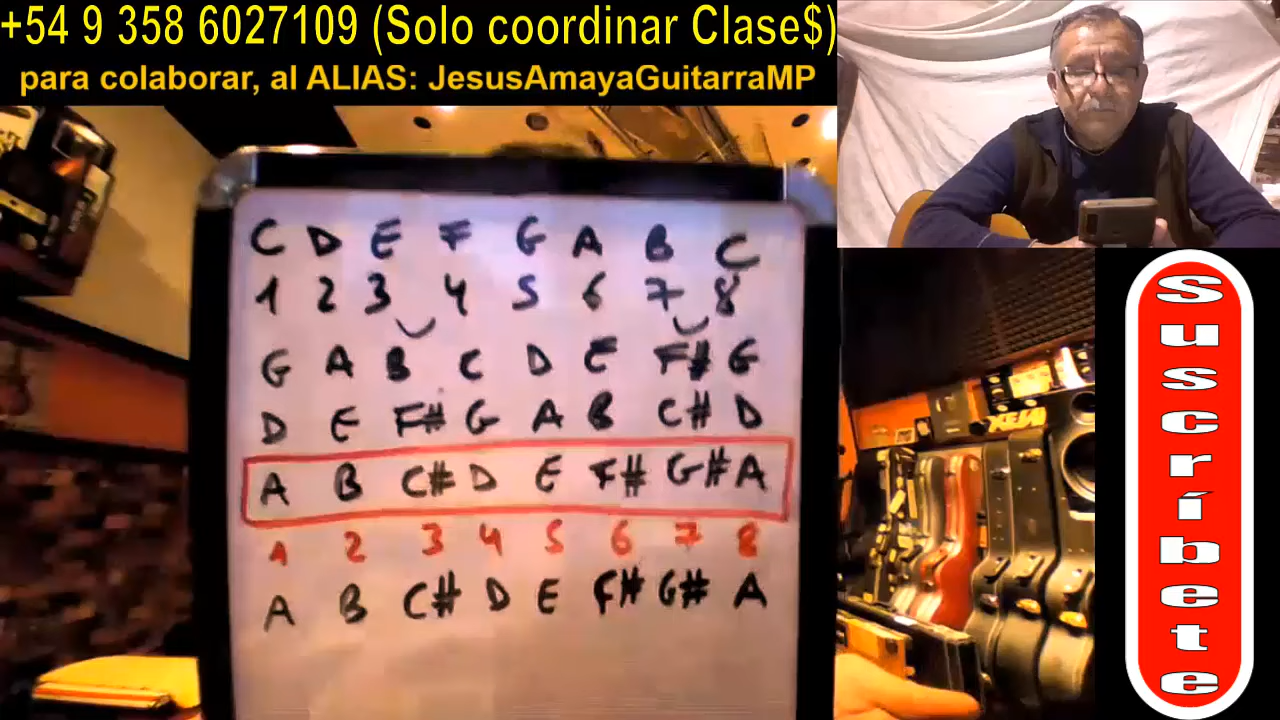 +54 9 358 6027109 (Solo coordinar Clase$)
para colaborar, al ALIAS: JesusAmayaGuitarraMP
C D E F G A B C
1 2 3 4 5 6 7 8
G A B C D E F# G
D E F# G A B C# D
A B C# D E F# G# A
1 2 3 4 5 6 7 8
A B C# D E F# G# A
Suscríbete